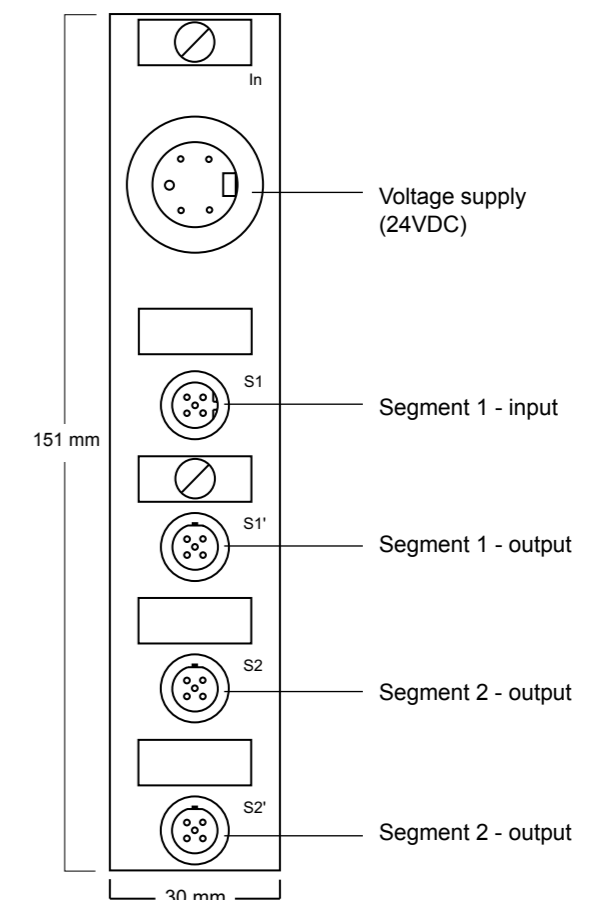 In
Voltage supply
(24VDC)
S1
Segment 1 - input
151 mm
S1'
Segment 1 - output
S2
Segment 2 - output
S2'
Segment 2 - output
30 mm